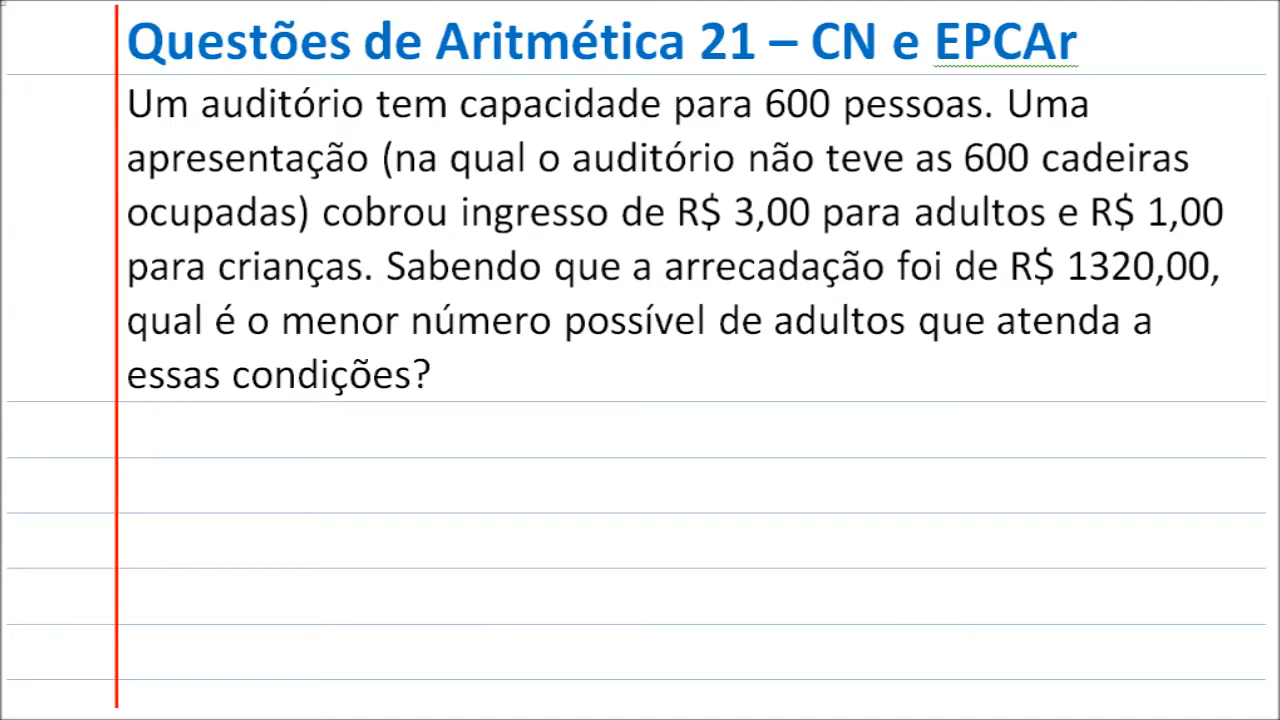 Questões de Aritmética 21 – CN e EPCAr
Um auditório tem capacidade para 600 pessoas. Uma
apresentação (na qual o auditório não teve as 600 cadeiras
ocupadas) cobrou ingresso de R$ 3,00 para adultos e R$ 1,00
para crianças. Sabendo que a arrecadação foi de R$ 1320,00,
qual é o menor número possível de adultos que atenda a
essas condições?